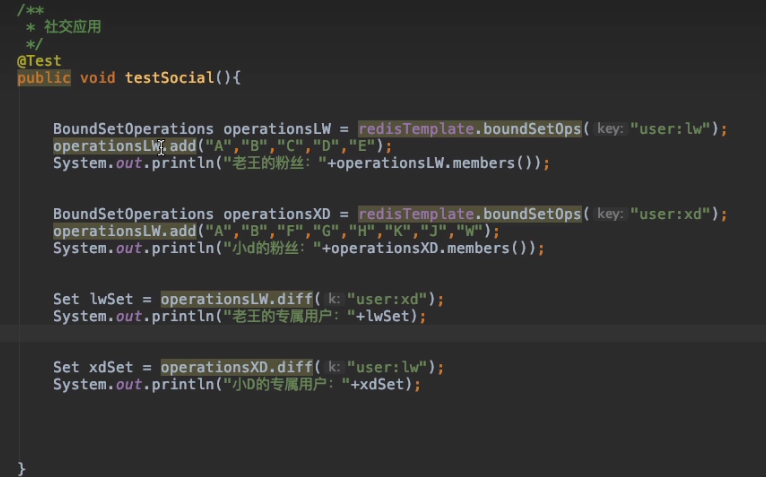 /**
* 社交应用
*/
@Test
public void testSocial(){
BoundSetOperations operationsLW = redisTemplate.boundSetOps( key: "user:lw");
operationsLW.add("A","B","C","D","E");
System.out.println("老王的粉丝："+operationsLW.members());
BoundSetOperations operationsXD = redisTemplate.boundSetOps( key: "user:xd");
operationsLW.add("A","B","F","G","H","K","J","W");
System.out.println("小d的粉丝："+operationsXD.members());
Set lwSet = operationsLW.diff( k: "user:xd");
System.out.println("老王的专属用户："+lwSet);
Set xdSet = operationsXD.diff( k: "user:lw");
System.out.println("小D的专属用户："+xdSet);
}